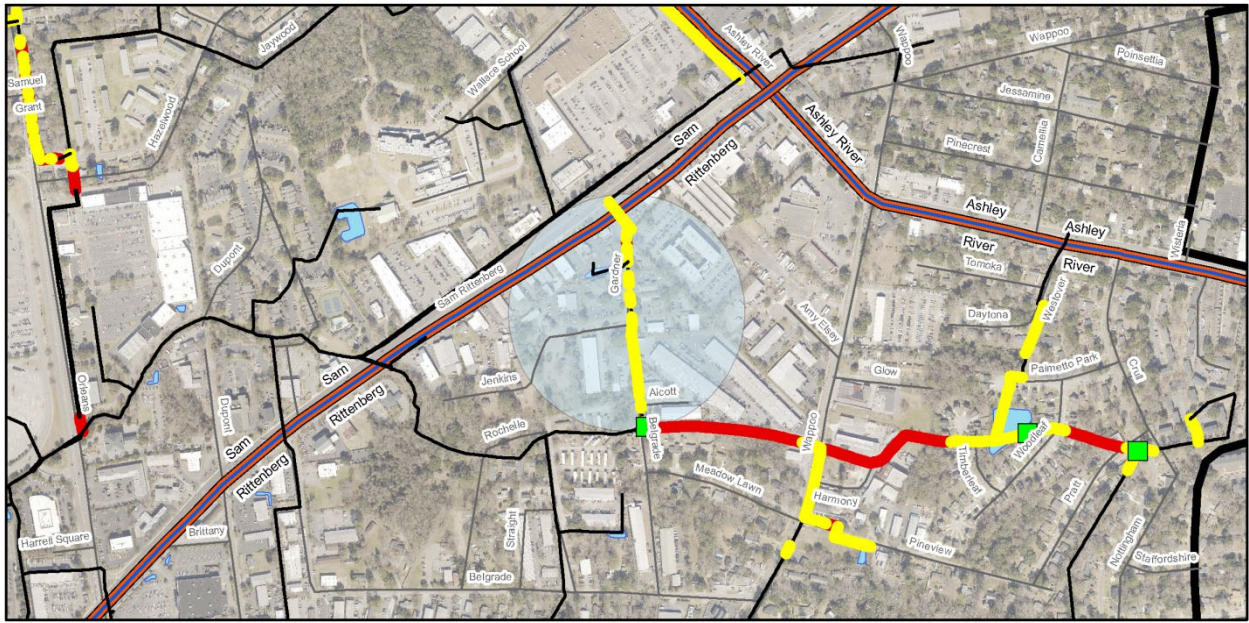 Samuel
Grant
Jaywood
Hazelwood
Wallace School
Ashley River
Wappoo
Wappoo
Poinsettia
Jessamine
Camellia
Pinecrest
Sam
Rittenberg
Ashley River
Ashley
Ashley
River
River
Wisteria
Dupont
Sam Rittenberg
Gardner
Tomoka
Daytona
Westover
Amy Elsey
Palmetto Park
Crull
Glow
Jenkins
Sam
Rittenberg
Alcott
Orleans
Dupont
Rochelle
Belgrade
Wappoo
Woodleaf
Timberleaf
Sam
Rittenberg
Meadow Lawn
Harmony
Pratt
Straight
Brittany
Harrell Square
Pineview
Nottingham
Staffordshire
Belgrade